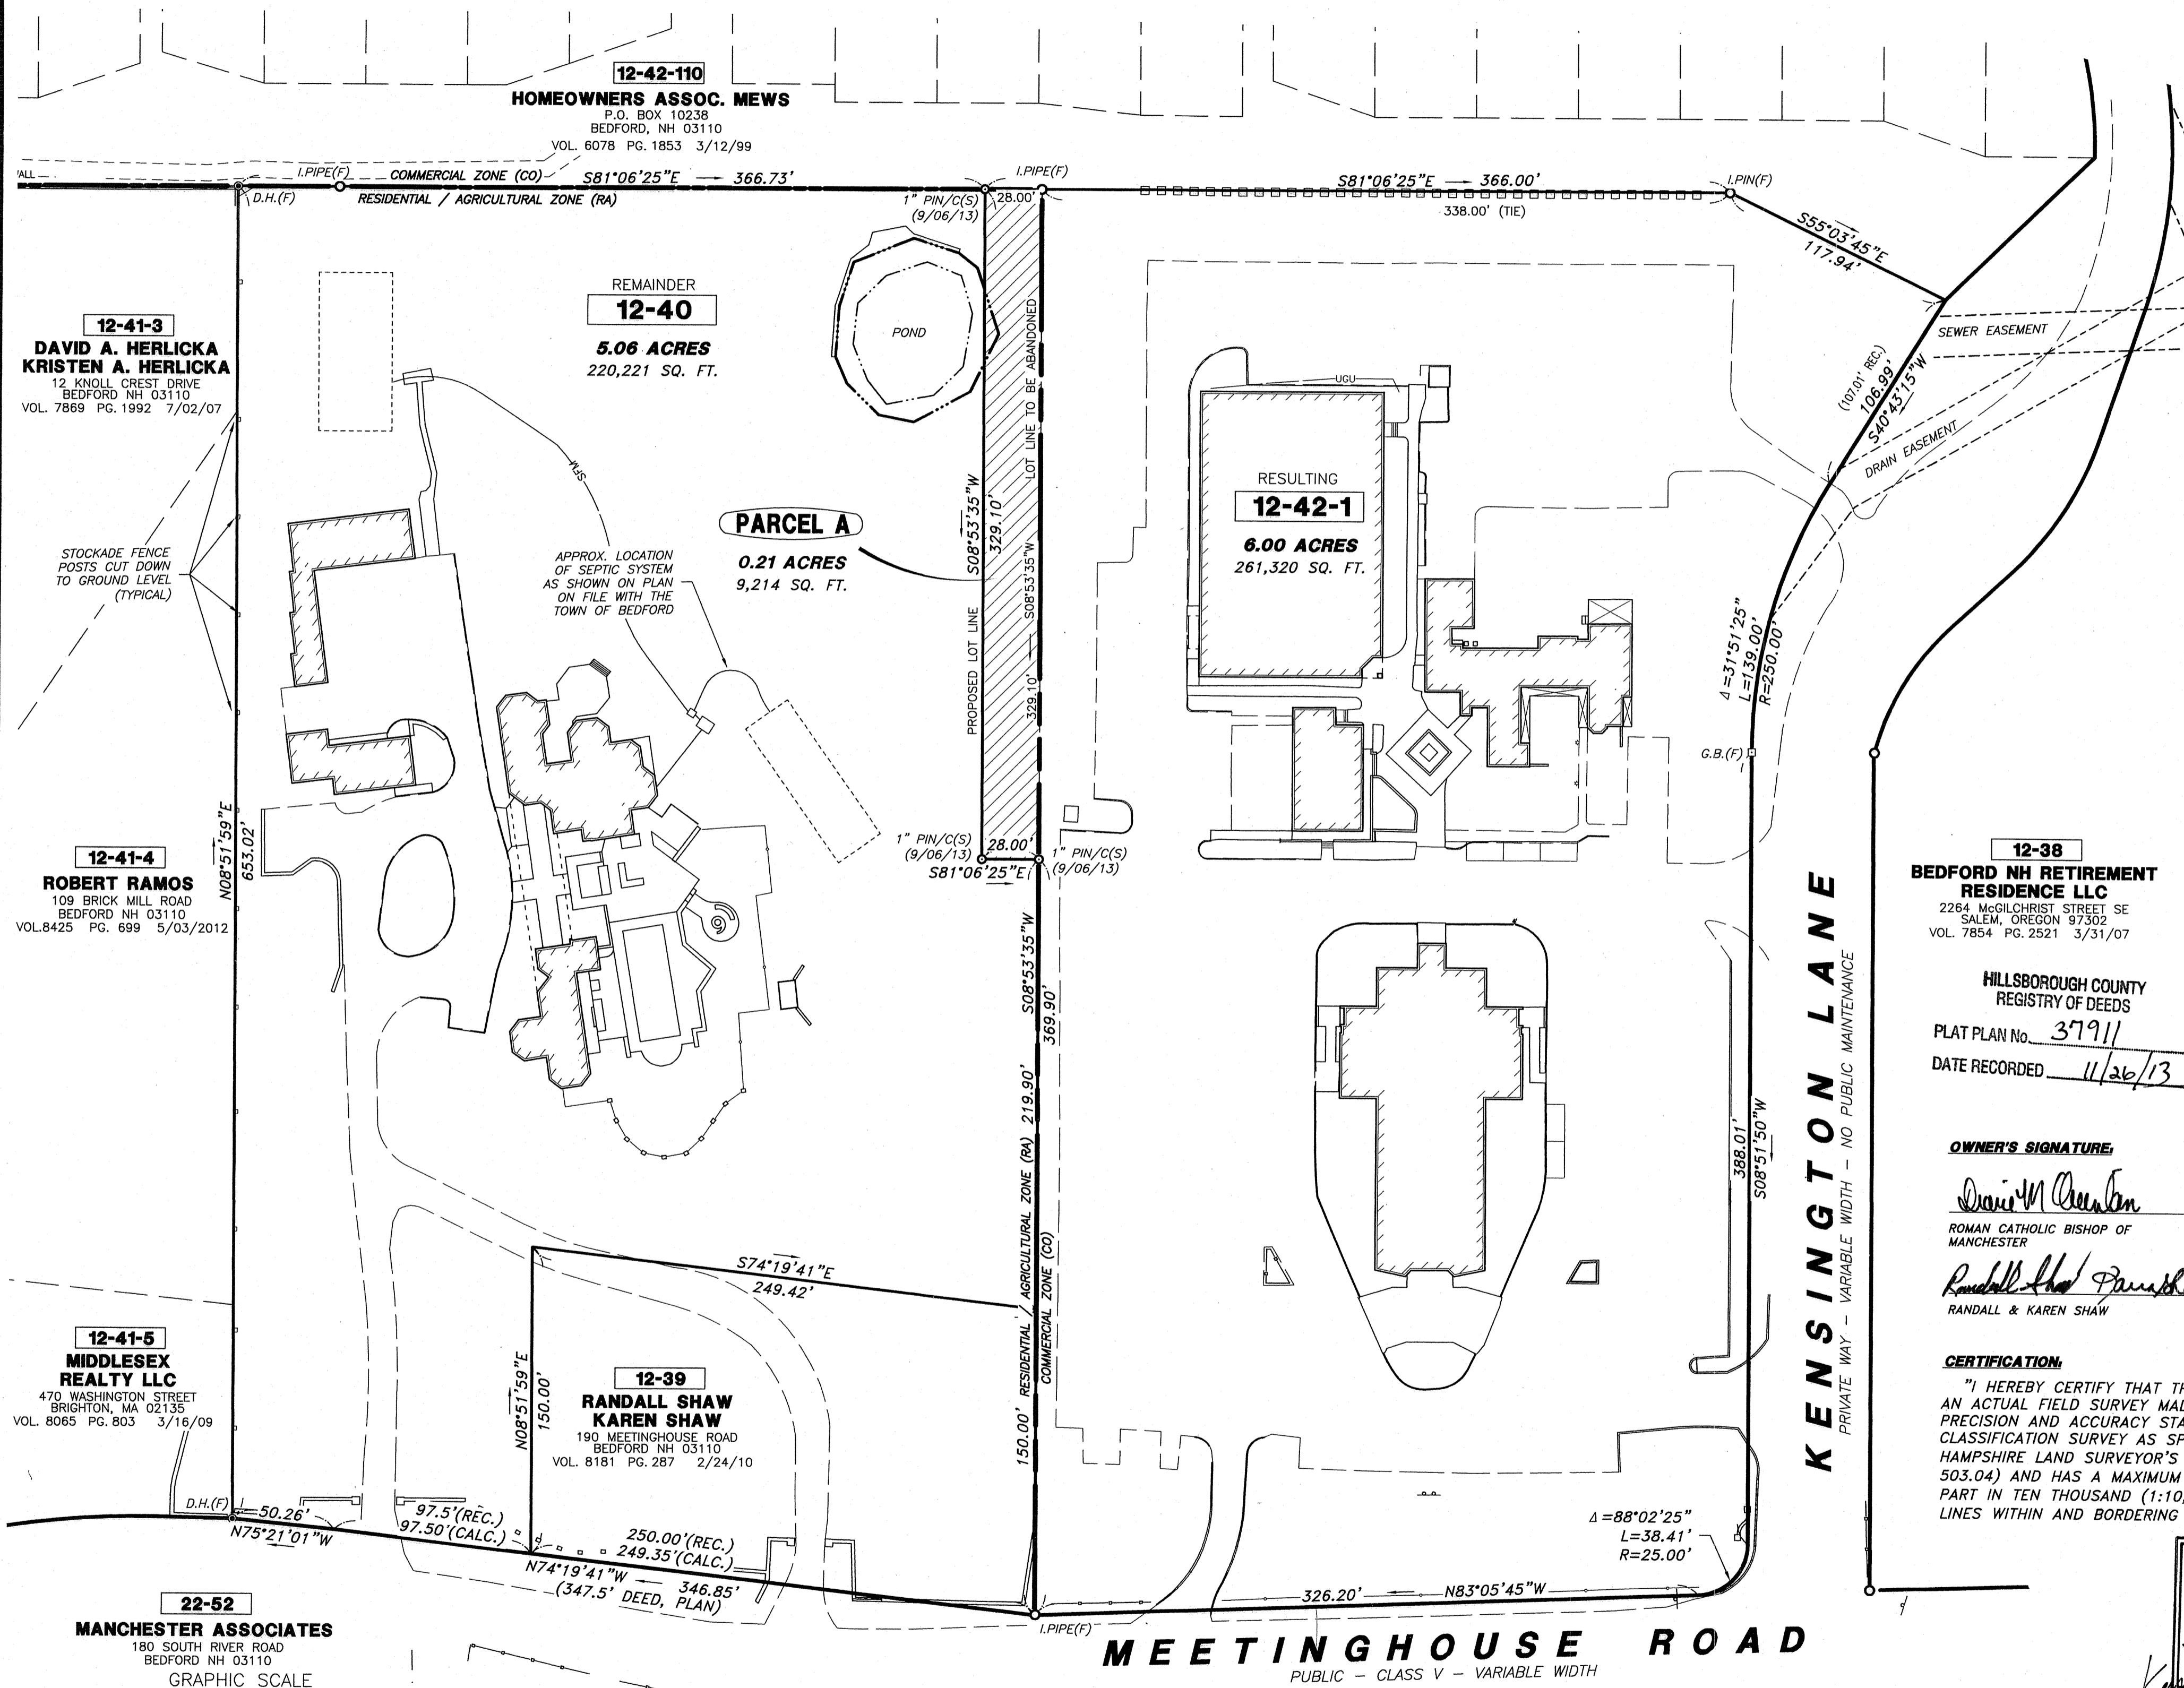 12-42-110
HOMEOWNERS ASSOC. MEWS
P.O. BOX 10238
BEDFORD, NH 03110
VOL. 6078 PG. 1853 3/12/99
I.PIPE(F)
COMMERCIAL ZONE (CO)
S81°06'25"E 366.73'
D.H.(F)
RESIDENTIAL / AGRICULTURAL ZONE (RA)
I.PIPE(F)
1" PIN/C(S)
(9/06/13)
28.00'
S81°06'25"E 366.00'
338.00' (TIE)
I.PIN(F)
S55°03'45"E
117.94'
SEWER EASEMENT
(107.01' REC.)
106.99'
S40°43'15"W
DRAIN EASEMENT
12-41-3
DAVID A. HERLICKA
KRISTEN A. HERLICKA
12 KNOLL CREST DRIVE
BEDFORD NH 03110
VOL. 7869 PG. 1992 7/02/07
REMAINDER
12-40
5.06 ACRES
220,221 SQ. FT.
POND
LOT LINE TO BE ABANDONED
S08°53'35"W
329.10'
UGU
SFM
RESULTING
12-42-1
6.00 ACRES
261,320 SQ. FT.
STOCKADE FENCE
POSTS CUT DOWN
TO GROUND LEVEL
(TYPICAL)
APPROX. LOCATION
OF SEPTIC SYSTEM
AS SHOWN ON PLAN
ON FILE WITH THE
TOWN OF BEDFORD
PARCEL A
0.21 ACRES
9,214 SQ. FT.
PROPOSED LOT LINE
S08°53'35"W
329.10'
Δ=31°51'25"
L=139.00'
R=250.00'
G.B.(F)
N08°51'59"E
653.02'
12-41-4
ROBERT RAMOS
109 BRICK MILL ROAD
BEDFORD NH 03110
VOL.8425 PG. 699 5/03/2012
1" PIN/C(S)
(9/06/13)
28.00'
S81°06'25"E
1" PIN/C(S)
(9/06/13)
S08°53'35"W
369.90'
219.90'
RESIDENTIAL / AGRICULTURAL ZONE (RA)
COMMERCIAL ZONE (CO)
150.00'
388.01'
S08°51'50"W
KENSINGTON LANE
PRIVATE WAY - VARIABLE WIDTH - NO PUBLIC MAINTENANCE
12-38
BEDFORD NH RETIREMENT
RESIDENCE LLC
2264 McGILCHRIST STREET SE
SALEM, OREGON 97302
VOL. 7854 PG. 2521 3/31/07
HILLSBOROUGH COUNTY
REGISTRY OF DEEDS
PLAT PLAN No. 37911
DATE RECORDED 11/26/13
OWNER'S SIGNATURE:
ROMAN CATHOLIC BISHOP OF
MANCHESTER
RANDALL & KAREN SHAW
CERTIFICATION:
"I HEREBY CERTIFY THAT
AN ACTUAL FIELD SURVEY
PRECISION AND ACCURACY
CLASSIFICATION SURVEY AS
HAMPSHIRE LAND SURVEYOR'S
503.04) AND HAS A MAXIMUM
PART IN TEN THOUSAND
LINES WITHIN AND BORDERING
S74°19'41"E
249.42'
N08°51'59"E
150.00'
12-39
RANDALL SHAW
KAREN SHAW
190 MEETINGHOUSE ROAD
BEDFORD NH 03110
VOL. 8181 PG. 287 2/24/10
12-41-5
MIDDLESEX
REALTY LLC
470 WASHINGTON STREET
BRIGHTON, MA 02135
VOL. 8065 PG. 803 3/16/09
D.H.(F)
50.26'
N75°21'01"W
97.5'(REC.)
97.50'(CALC.)
250.00'(REC.)
249.35'(CALC.)
N74°19'41"W 346.85'
(347.5' DEED, PLAN)
I.PIPE(F)
326.20' N83°05'45"W
Δ=88°02'25"
L=38.41'
R=25.00'
MEETINGHOUSE ROAD
PUBLIC - CLASS V - VARIABLE WIDTH
22-52
MANCHESTER ASSOCIATES
180 SOUTH RIVER ROAD
BEDFORD NH 03110
GRAPHIC SCALE